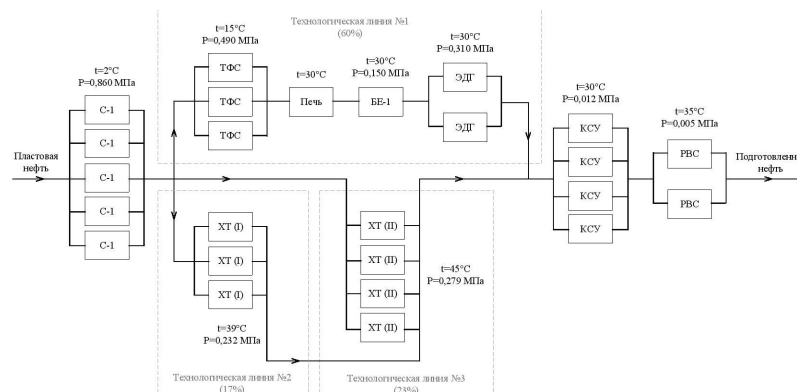 Технологическая линия №1
(60%)
t=15°C
P=0,490 МПа
t=30°C
P=0,310 МПа
t=30°C
P=0,150 МПа
t=30°C
t=2°C
P=0,860 МПа
ТФС
ТФС
ТФС
Печь
БЕ-1
ЭДГ
ЭДГ
С-1
С-1
С-1
С-1
С-1
Пластовая
нефть
t=30°C
P=0,012 МПа
КСУ
КСУ
КСУ
КСУ
t=35°C
P=0,005 МПа
РВС
РВС
Подготовленн
нефть
ХТ (I)
ХТ (I)
ХТ (I)
t=39°C
P=0,232 МПа
ХТ (II)
ХТ (II)
ХТ (II)
ХТ (II)
t=45°C
P=0,279 МПа
Технологическая линия №2
(17%)
Технологическая линия №3
(23%)